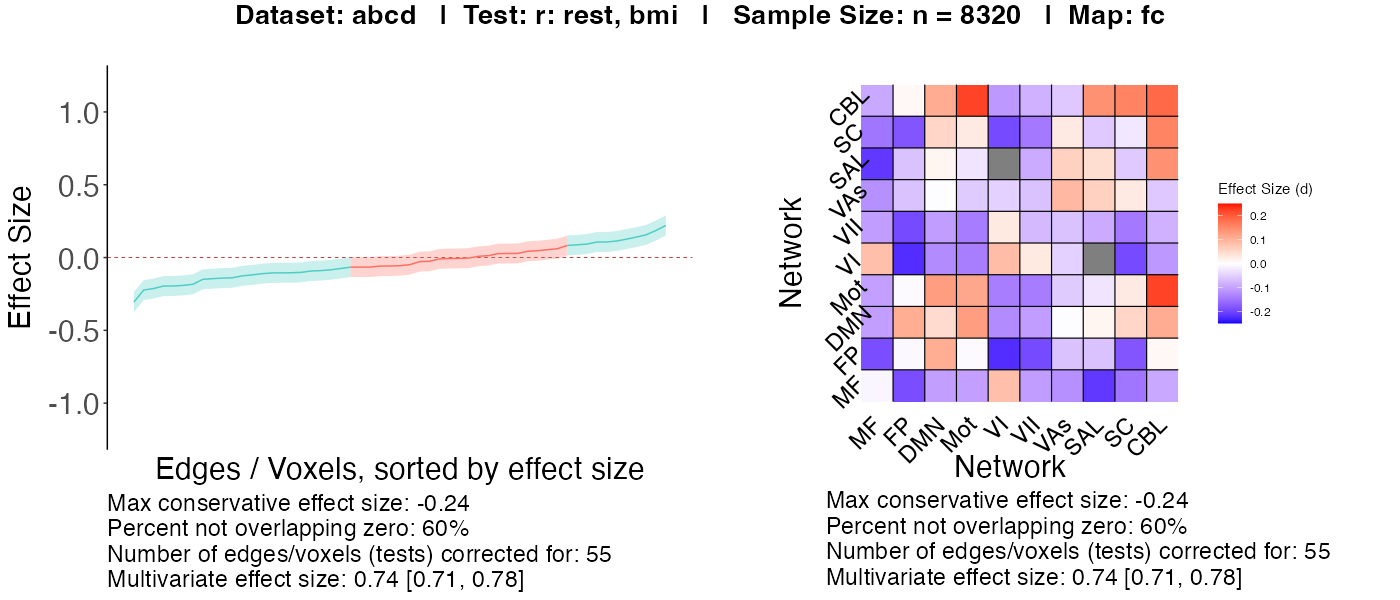 Dataset: abcd | Test: r: rest, bmi | Sample Size: n = 8320 | Map: fc
Effect Size
1.0
0.5
0.0
-0.5
-1.0
Edges / Voxels, sorted by effect size
Max conservative effect size: -0.24
Percent not overlapping zero: 60%
Number of edges/voxels (tests) corrected for: 55
Multivariate effect size: 0.74 [0.71, 0.78]
Network
CBL
SC
SAL
VAs
VII
VI
Mot
DMN
FP
MF
MF
FP
DMN
Mot
VI
VII
VAs
SAL
SC
CBL
Network
Effect Size (d)
0.2
0.1
0.0
-0.1
-0.2
Max conservative effect size: -0.24
Percent not overlapping zero: 60%
Number of edges/voxels (tests) corrected for: 55
Multivariate effect size: 0.74 [0.71, 0.78]